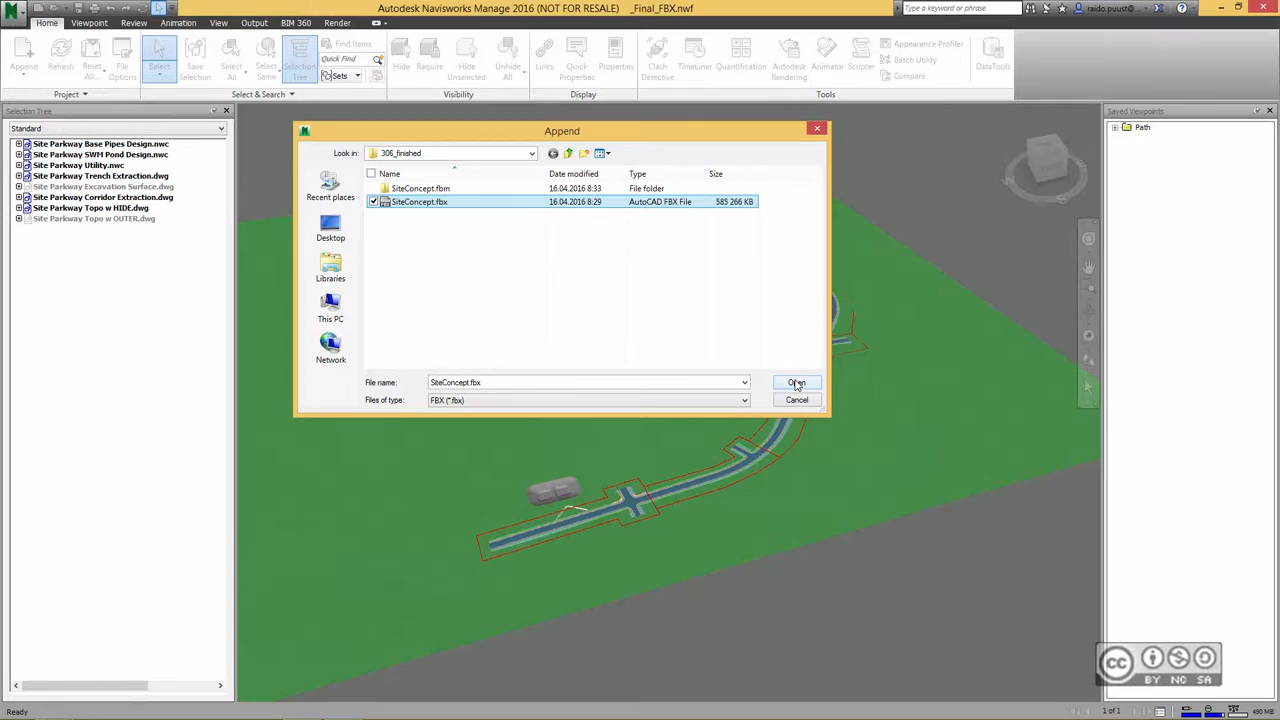 Autodesk Navisworks Manage 2016 (NOT FOR RESALE) _Final_FBX.nwf
Type a keyword or phrase
raido.puust@...
Home Viewpoint Review Animation View Output BIM 360 Render
Append
Refresh
Reset All...
File Options
Project
Select
Save Selection
Select All
Select Same
Selection Tree
Find Items
Quick Find
Sets
Select & Search
Hide
Require
Hide Unselected
Unhide All
Visibility
Links
Quick Properties
Properties
Display
Clash Detective
TimeLiner
Quantification
Autodesk Rendering
Animator
Scripter
Appearance Profiler
Batch Utility
Compare
DataTools
Tools
Selection Tree
Standard
Site Parkway Base Pipes Design.nwc
Site Parkway SWM Pond Design.nwc
Site Parkway Utility.nwc
Site Parkway Trench Extraction.dwg
Site Parkway Excavation Surface.dwg
Site Parkway Corridor Extraction.dwg
Site Parkway Topo w HIDE.dwg
Site Parkway Topo w OUTER.dwg
Append
Look in: 306_finished
Name Date modified Type Size
SiteConcept.fbm 16.04.2016 8:33 File folder
SiteConcept.fbx 16.04.2016 8:29 AutoCAD FBX File 585 266 KB
Recent places
Desktop
Libraries
This PC
Network
File name: SiteConcept.fbx Open
Files of type: FBX (*.fbx) Cancel
Saved Viewpoints
Path
CC BY NC SA
Ready
1 of 1
490 MB